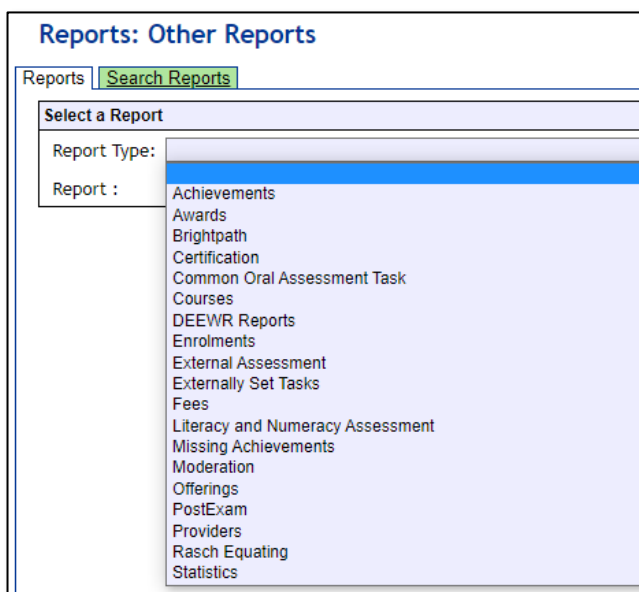 Reports: Other Reports
Reports Search Reports
Select a Report
Report Type:
Report :
Achievements
Awards
Brightpath
Certification
Common Oral Assessment Task
Courses
DEEWR Reports
Enrolments
External Assessment
Externally Set Tasks
Fees
Literacy and Numeracy Assessment
Missing Achievements
Moderation
Offerings
PostExam
Providers
Rasch Equating
Statistics